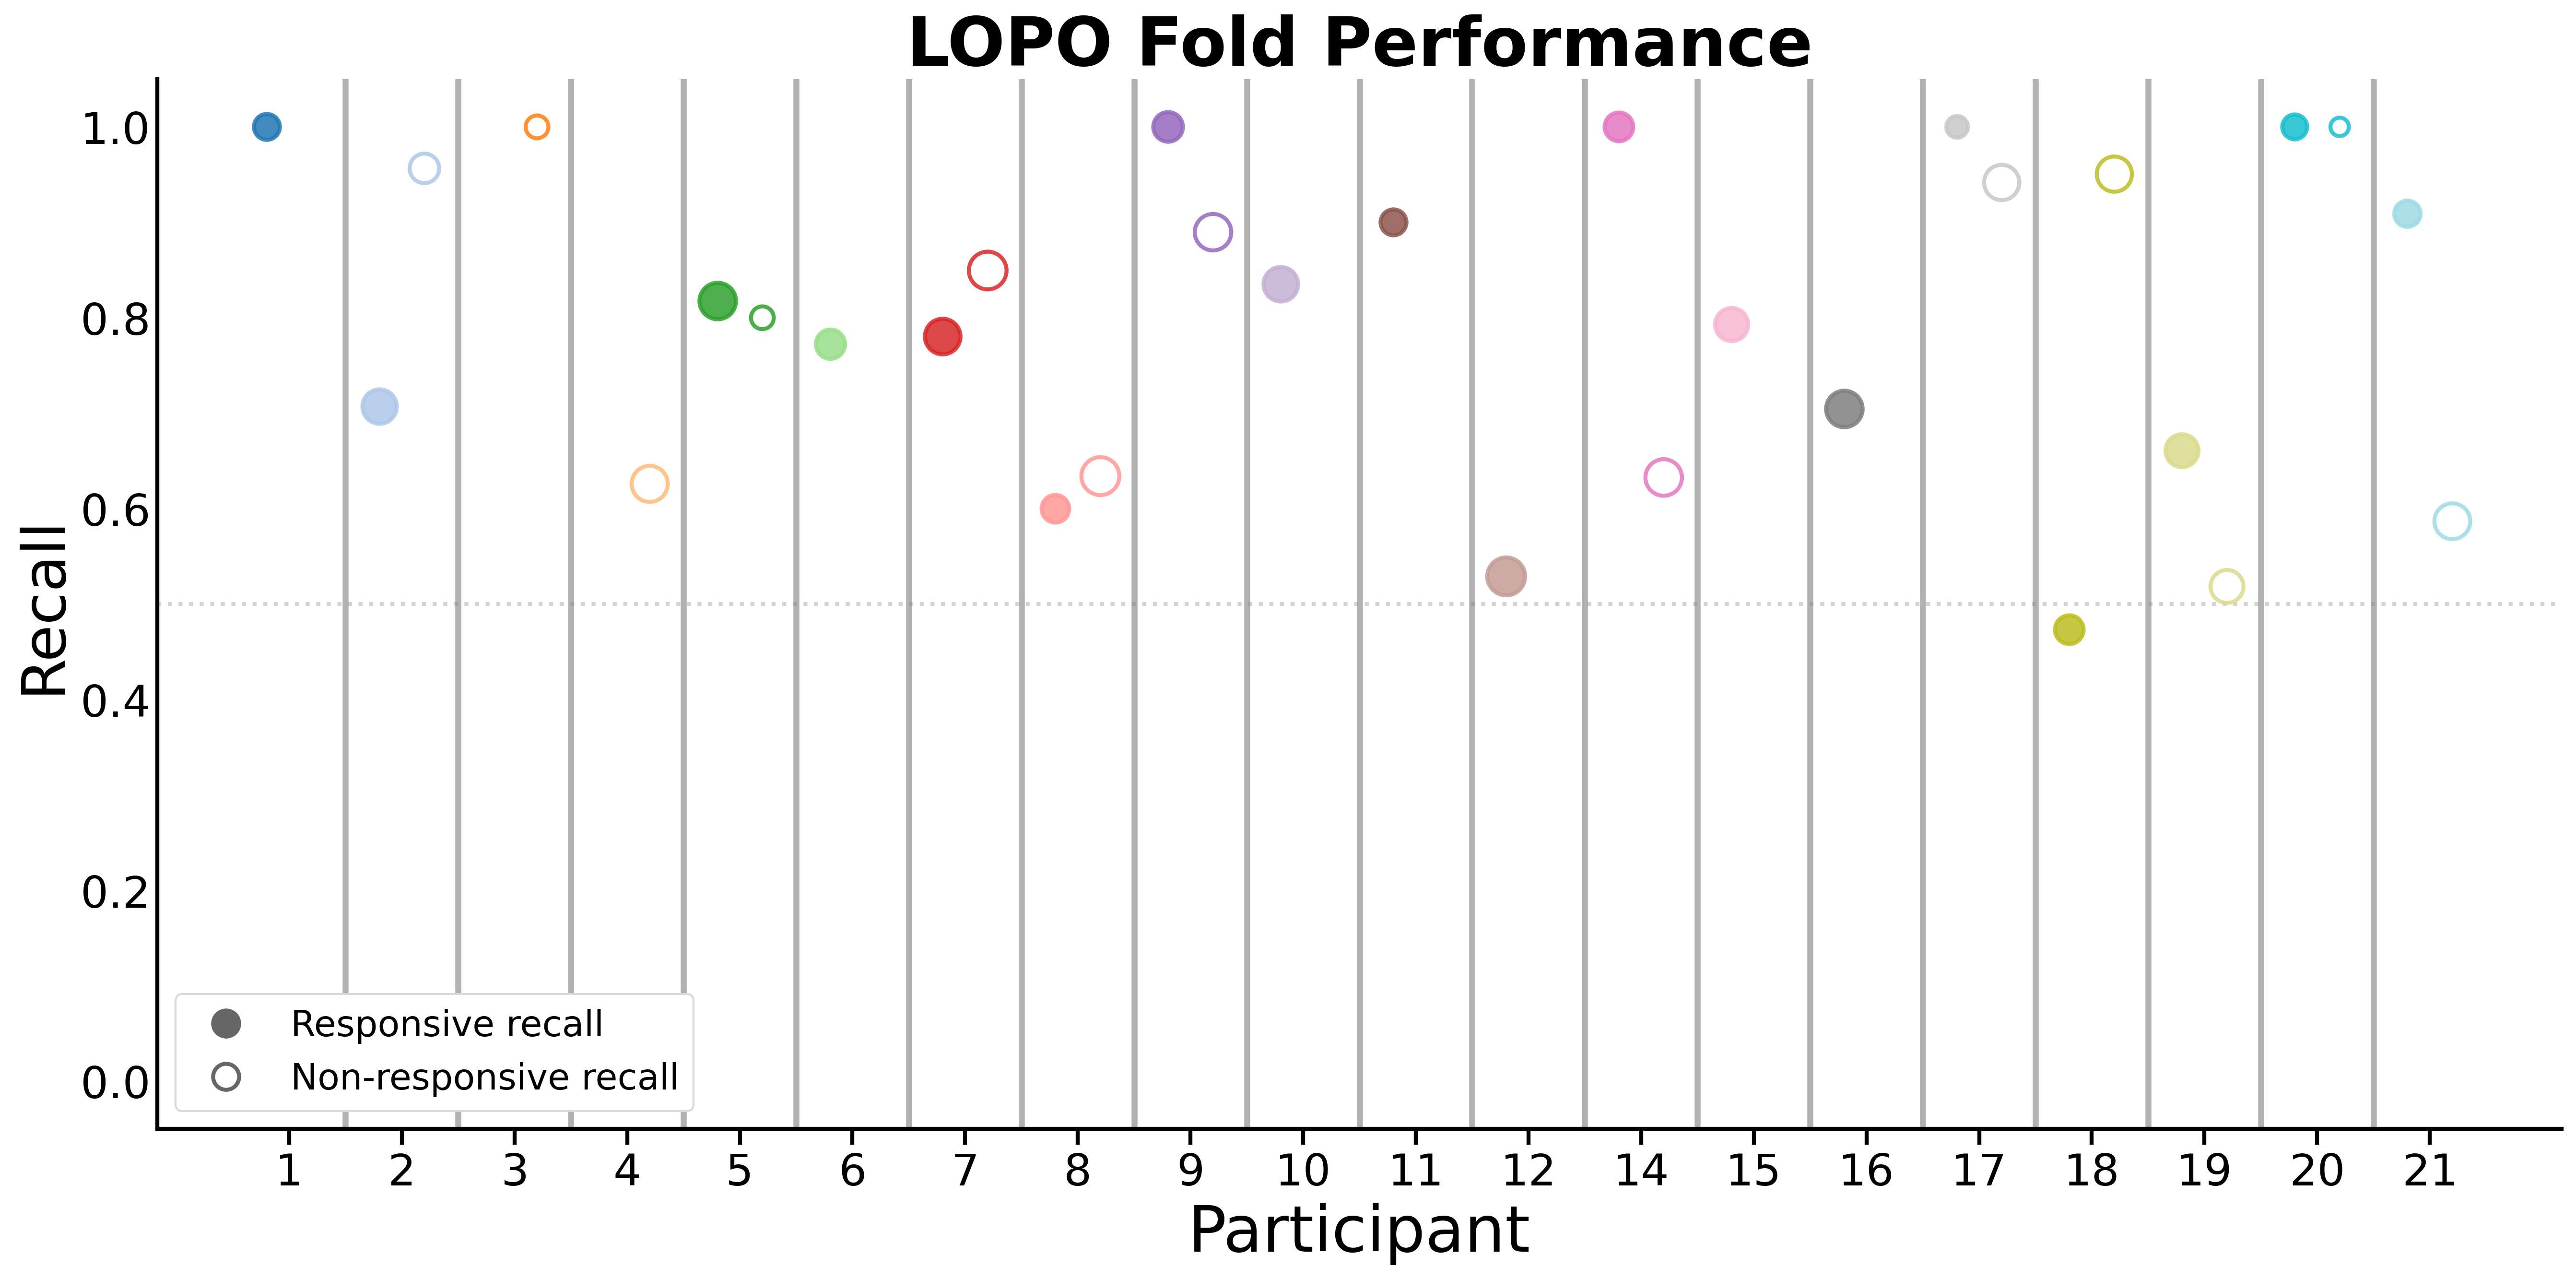 LOPO Fold Performance
Recall
1.0
0.8
0.6
0.4
0.2
0.0
Responsive recall
Non-responsive recall
1 2 3 4 5 6 7 8 9 10 11 12 14 15 16 17 18 19 20 21
Participant